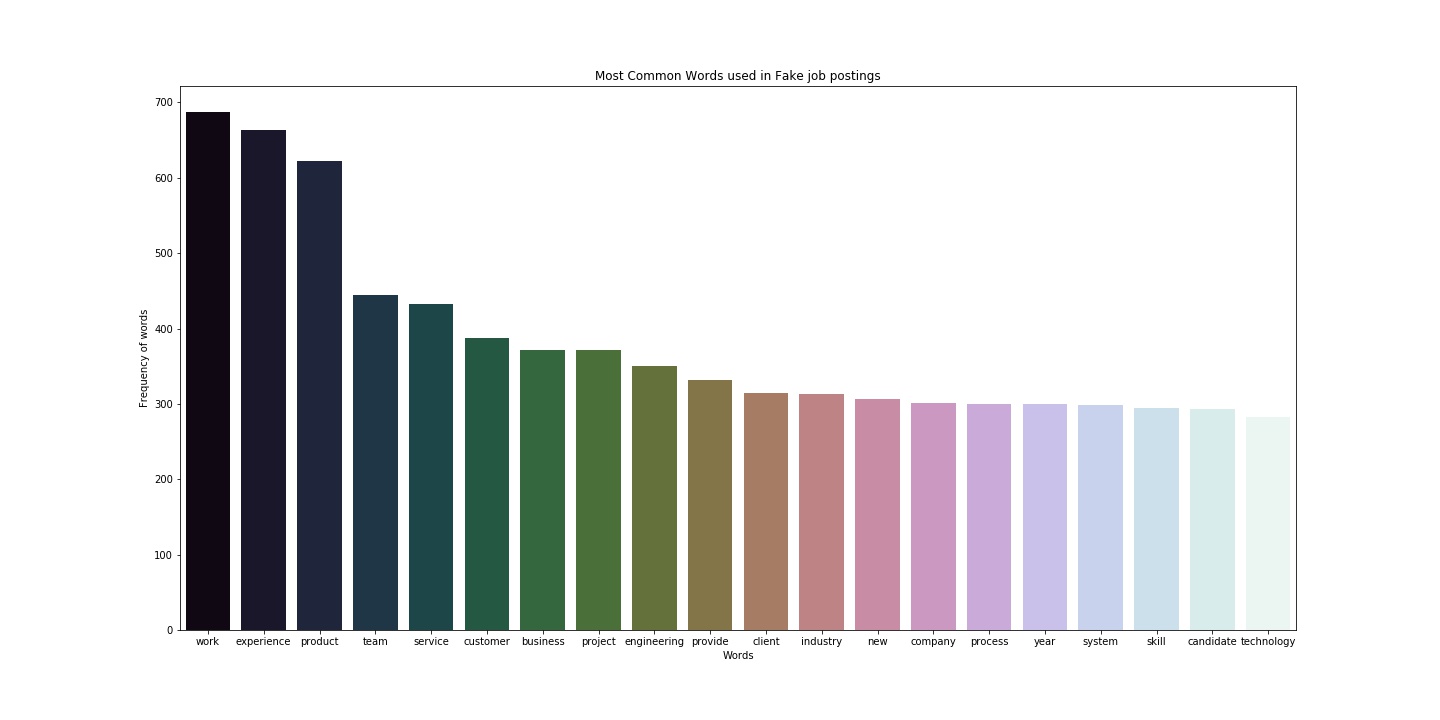 Most Common Words used in Fake job postings
700
600
500
400
300
200
100
0
Frequency of words
work experience product team service customer business project engineering provide client industry new company process year system skill candidate technology
Words